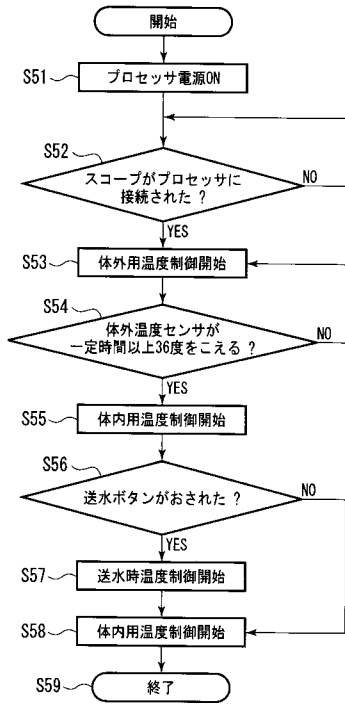 開始
S51
プロセッサ電源ON
S52
スコープがプロセッサに
接続された ?
NO
YES
S53
体外用温度制御開始
S54
体外温度センサが
一定時間以上36度をこえる ?
NO
YES
S55
体内用温度制御開始
S56
送水ボタンがおされた ?
NO
YES
S57
送水時温度制御開始
S58
体内用温度制御開始
S59
終了